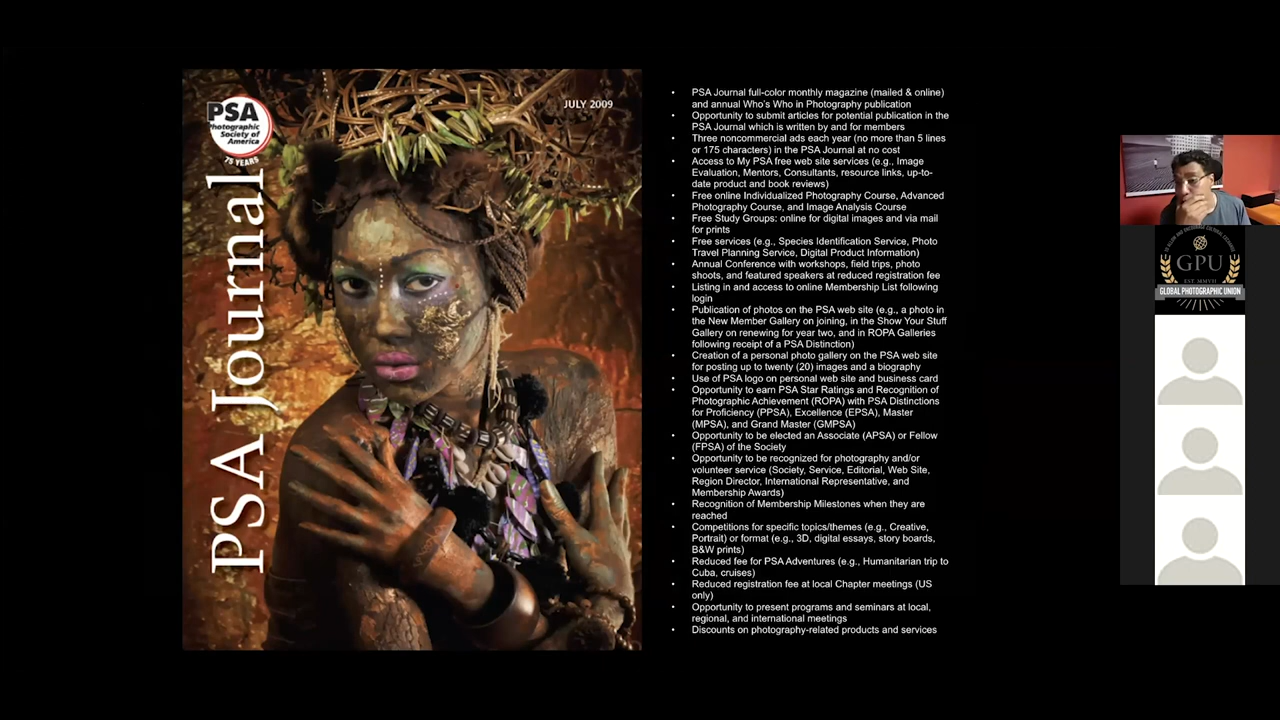 JULY 2009
PSA
Photographic
Society of
America
75 YEARS
PSA Journal
• PSA Journal full-color monthly magazine (mailed & online)
and annual Who's Who in Photography publication
• Opportunity to submit articles for potential publication in the
PSA Journal which is written by and for members
• Three noncommercial ads each year (no more than 5 lines
or 175 characters) in the PSA Journal at no cost
• Access to My PSA free web site services (e.g., Image
Evaluation, Mentors, Consultants, resource links, up-to-
date product and book reviews)
• Free online Individualized Photography Course, Advanced
Photography Course, and Image Analysis Course
• Free Study Groups: online for digital images and via mail
for prints
• Free services (e.g., Species Identification Service, Photo
Travel Planning Service, Digital Product Information)
• Annual Conference with workshops, field trips, photo
shoots, and featured speakers at reduced registration fee
• Listing in and access to online Membership List following
login
• Publication of photos on the PSA web site (e.g., a photo in
the New Member Gallery on joining, in the Show Your Stuff
Gallery on renewing for year two, and in ROPA Galleries
following receipt of a PSA Distinction)
• Creation of a personal photo gallery on the PSA web site
for posting up to twenty (20) images and a biography
• Use of PSA logo on personal web site and business card
• Opportunity to earn PSA Star Ratings and Recognition of
Photographic Achievement (ROPA) with PSA Distinctions
for Proficiency (PPSA), Excellence (EPSA), Master
(MPSA), and Grand Master (GMPSA)
• Opportunity to be elected an Associate (APSA) or Fellow
(FPSA) of the Society
• Opportunity to be recognized for photography and/or
volunteer service (Society, Service, Editorial, Web Site,
Region Director, International Representative, and
Membership Awards)
• Recognition of Membership Milestones when they are
reached
• Competitions for specific topics/themes (e.g., Creative,
Portrait) or format (e.g., 3D, digital essays, story boards,
B&W prints)
• Reduced fee for PSA Adventures (e.g., Humanitarian trip to
Cuba, cruises)
• Reduced registration fee at local Chapter meetings (US
only)
• Opportunity to present programs and seminars at local,
regional, and international meetings
• Discounts on photography-related products and services
GPU
EST MMVII
GLOBAL PHOTOGRAPHIC UNION